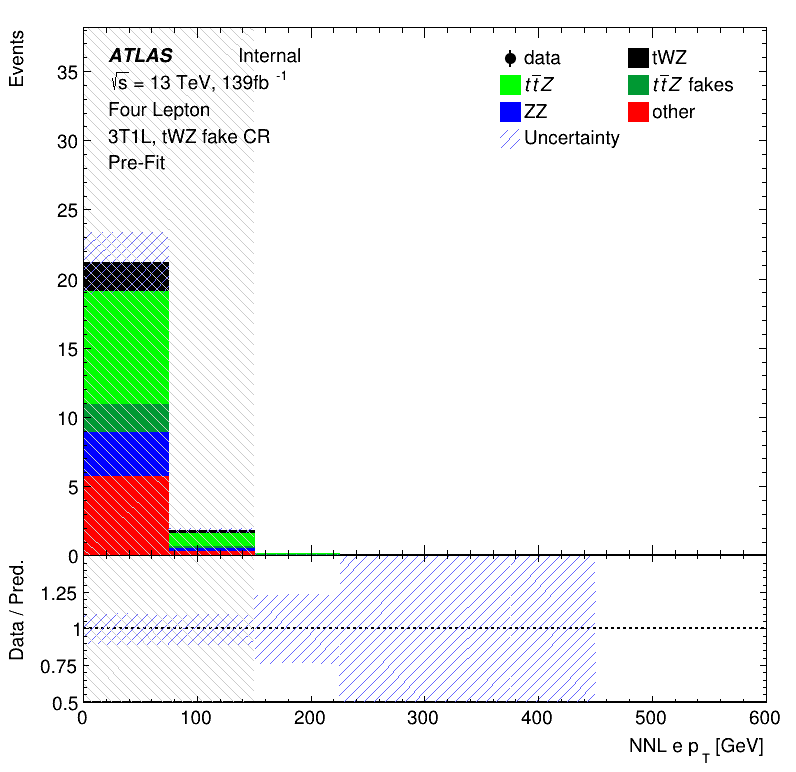 Events
ATLAS Internal
√s = 13 TeV, 139fb -1
Four Lepton
3T1L, tWZ fake CR
Pre-Fit
data
tWZ
tt̄Z
tt̄Z fakes
ZZ
other
Uncertainty
35
30
25
20
15
10
5
0
Data / Pred.
1.25
1
0.75
0.5
0 100 200 300 400 500 600
NNL e p_T [GeV]